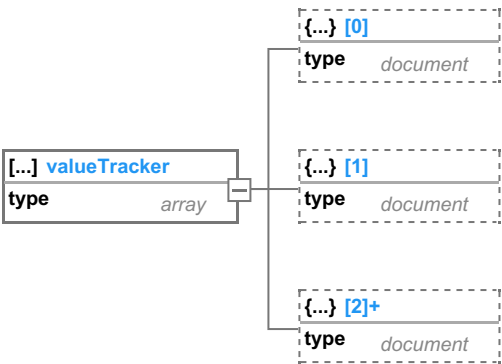 {...} [0]
type document
[...] valueTracker
type array
{...} [1]
type document
{...} [2]+
type document